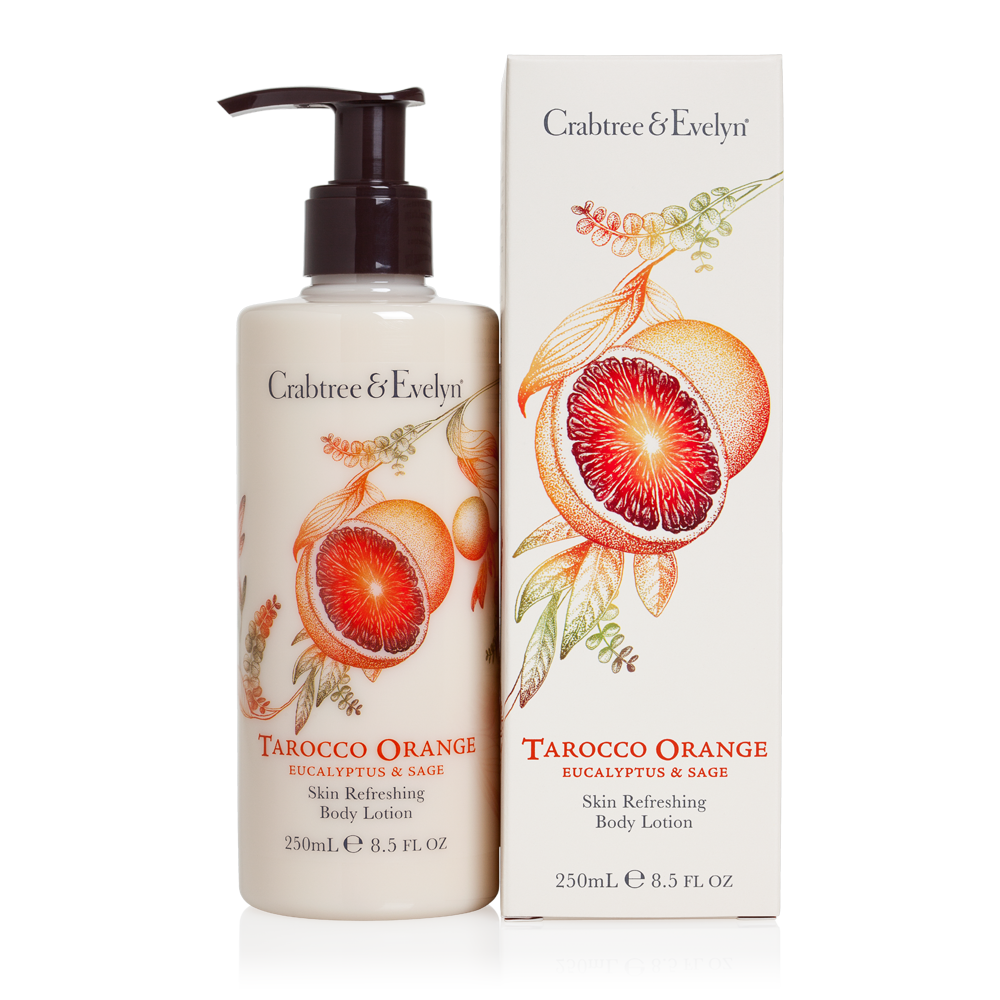 Crabtree & Evelyn®
TAROCCO ORANGE
EUCALYPTUS & SAGE
Skin Refreshing
Body Lotion
250mL ℮ 8.5 FL OZ
Crabtree & Evelyn®
TAROCCO ORANGE
EUCALYPTUS & SAGE
Skin Refreshing
Body Lotion
250mL ℮ 8.5 FL OZ